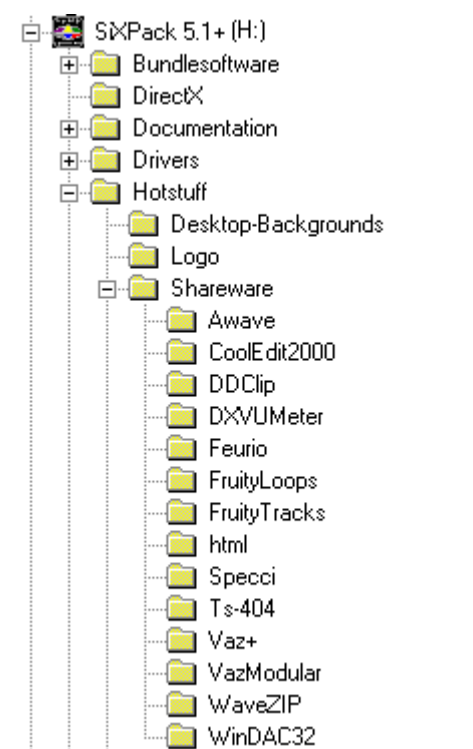 SiXPack 5.1+ (H:)
Bundlesoftware
DirectX
Documentation
Drivers
Hotstuff
Desktop-Backgrounds
Logo
Shareware
Awave
CoolEdit2000
DDClip
DXVUMeter
Feurio
FruityLoops
FruityTracks
html
Specci
Ts-404
Vaz+
VazModular
WaveZIP
WinDAC32